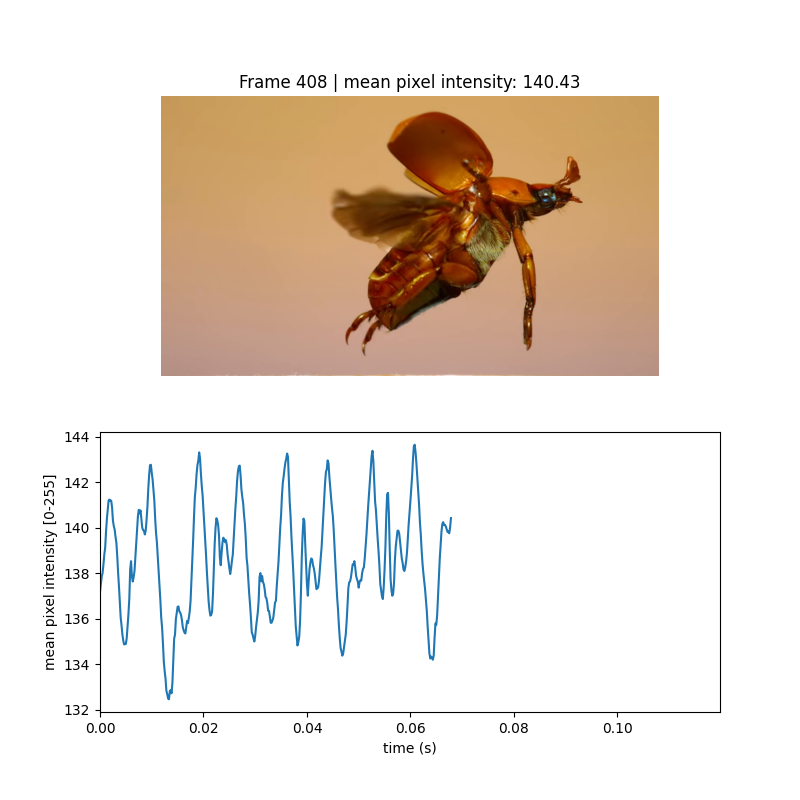 Frame 408 | mean pixel intensity: 140.43
144
142
140
138
136
134
132
mean pixel intensity [0-255]
0.00 0.02 0.04 0.06 0.08 0.10
time (s)